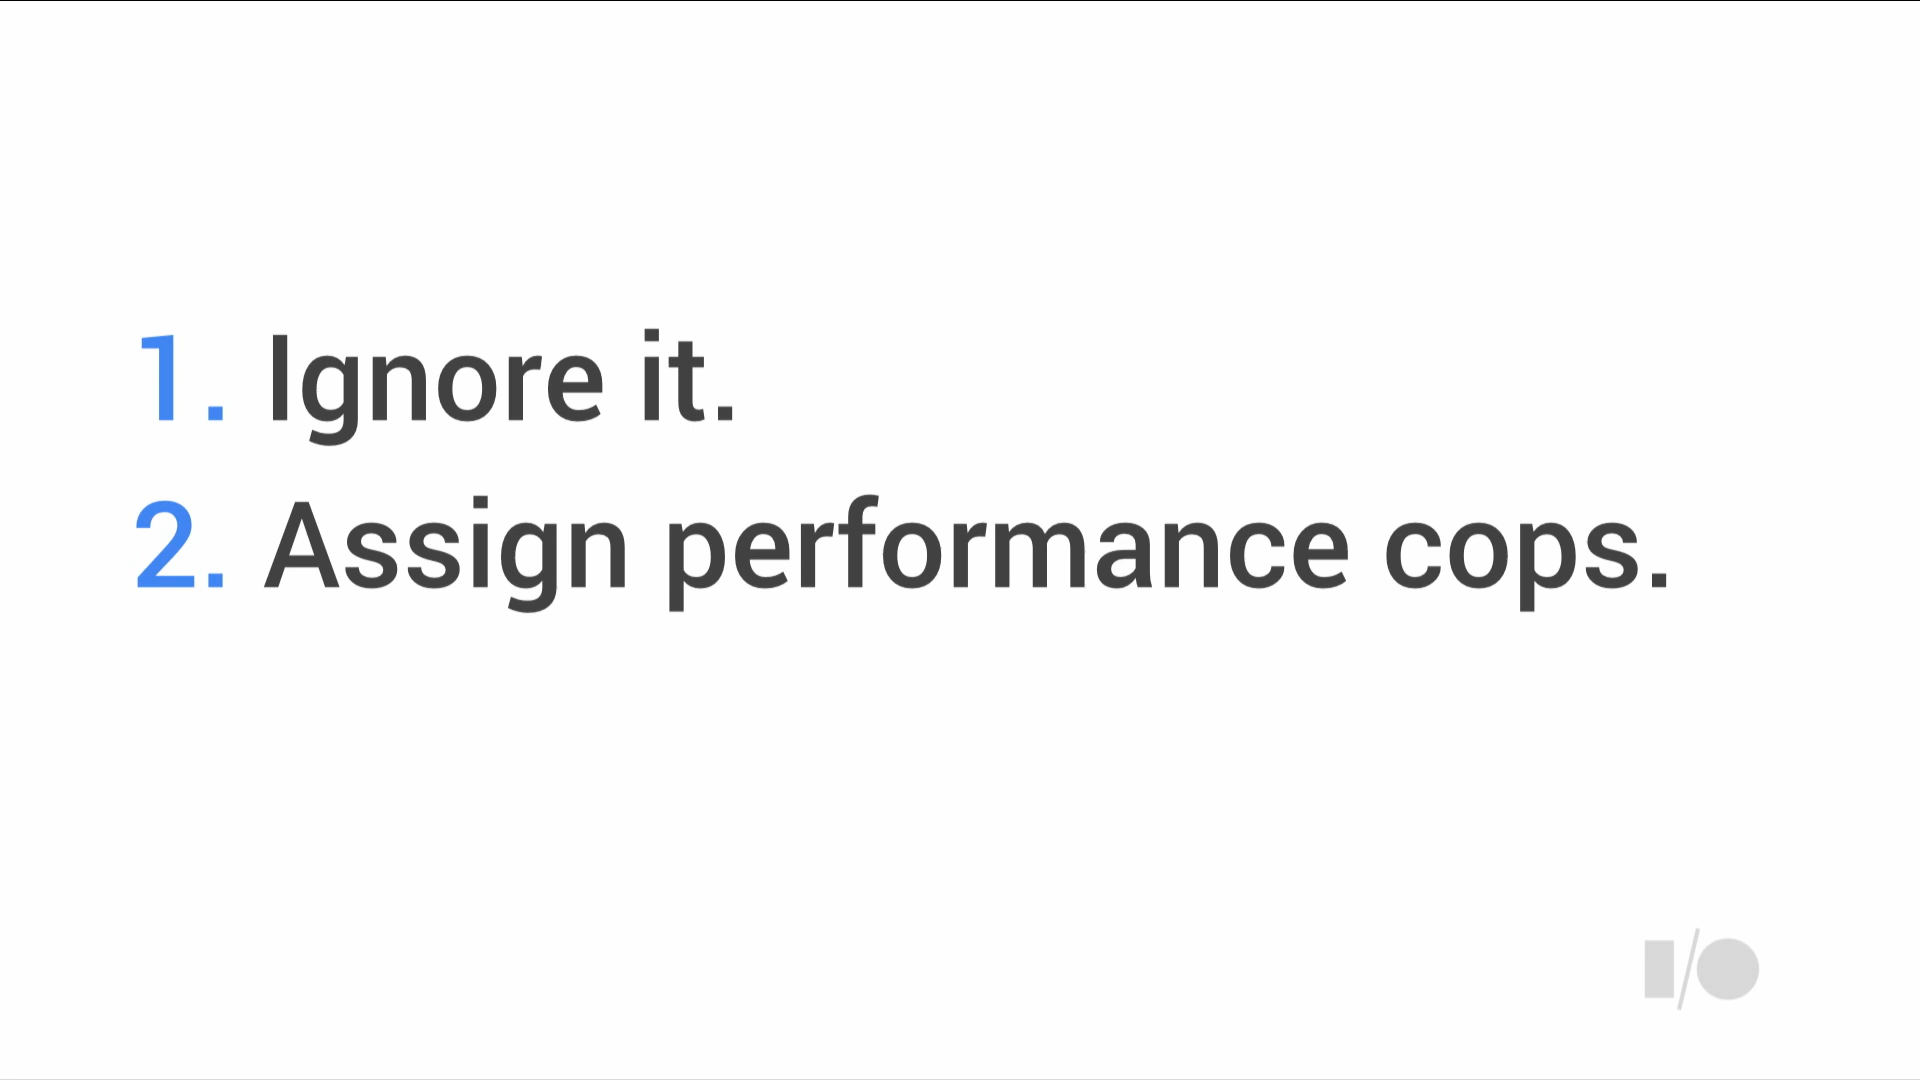 1. Ignore it.
2. Assign performance cops.
I/O